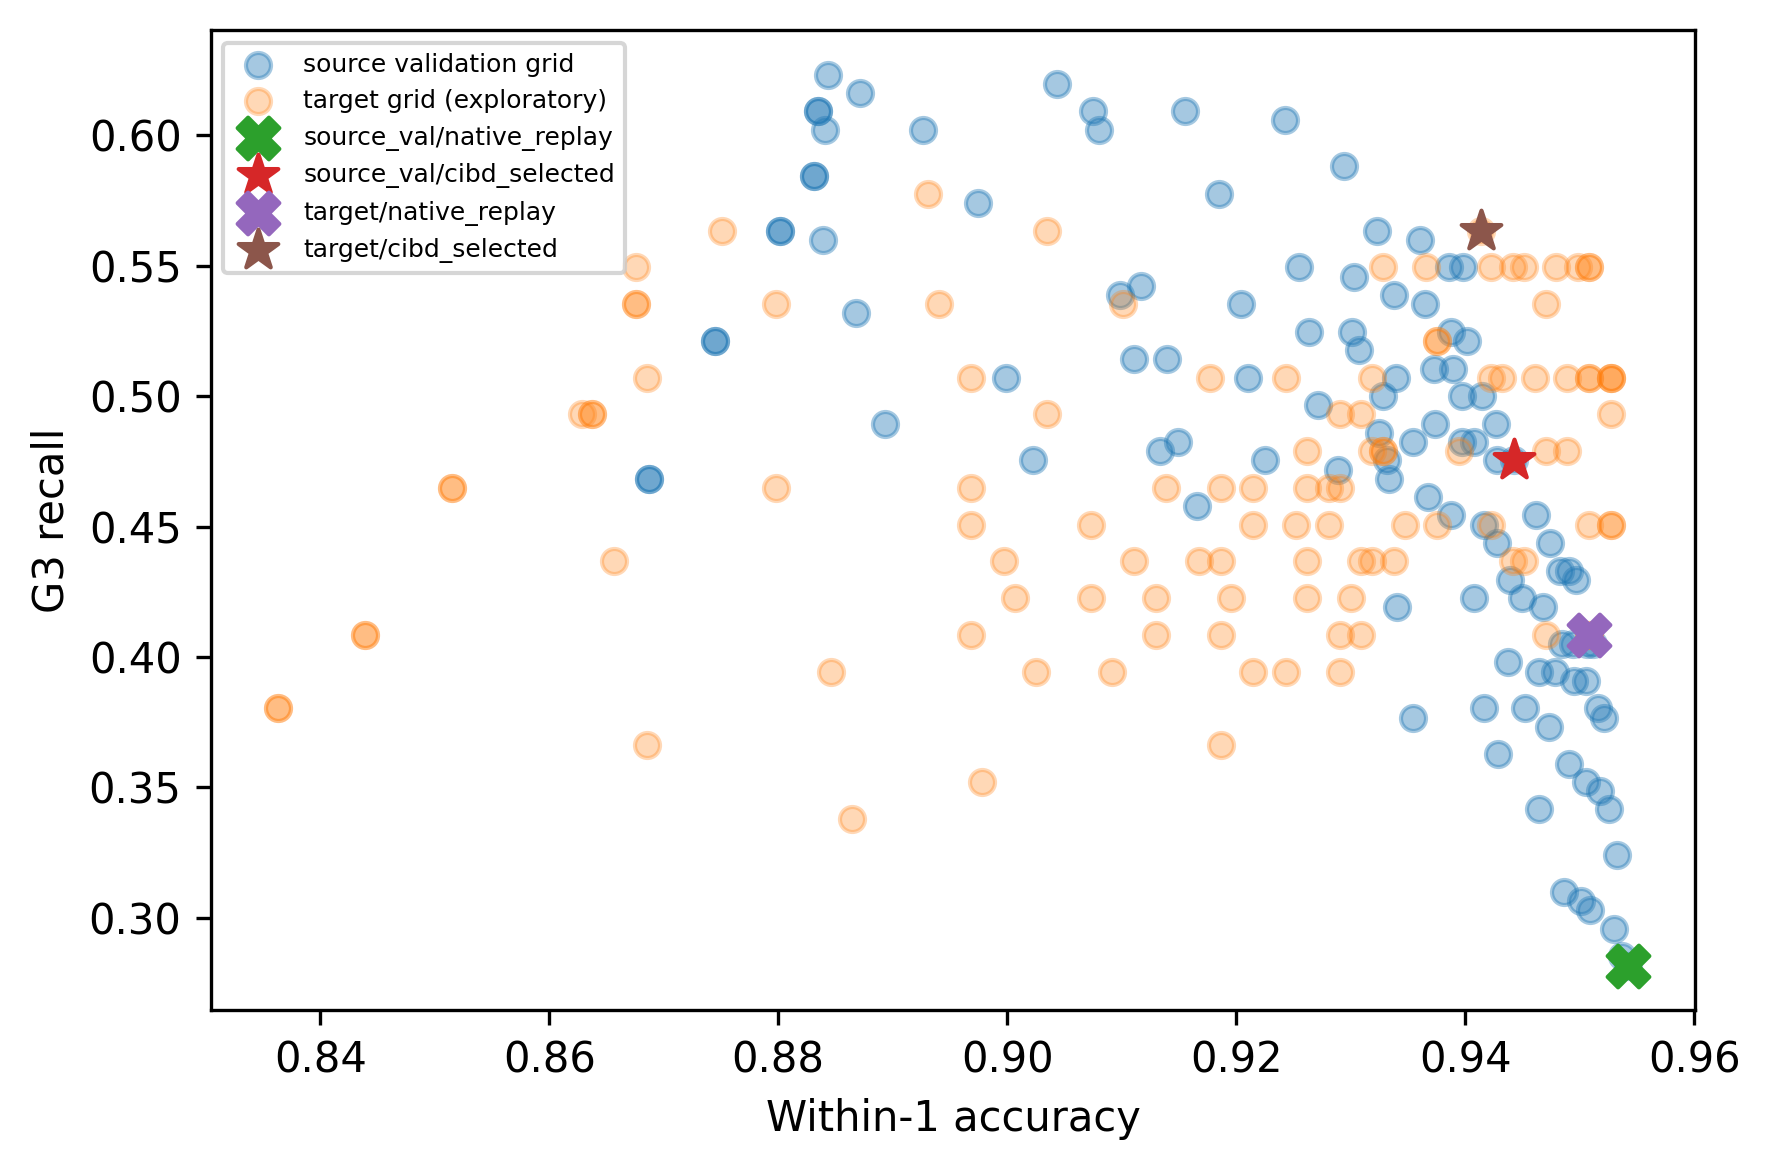 source validation grid
target grid (exploratory)
source_val/native_replay
source_val/cibd_selected
target/native_replay
target/cibd_selected
0.60
0.55
0.50
0.45
0.40
0.35
0.30
G3 recall
0.84 0.86 0.88 0.90 0.92 0.94 0.96
Within-1 accuracy